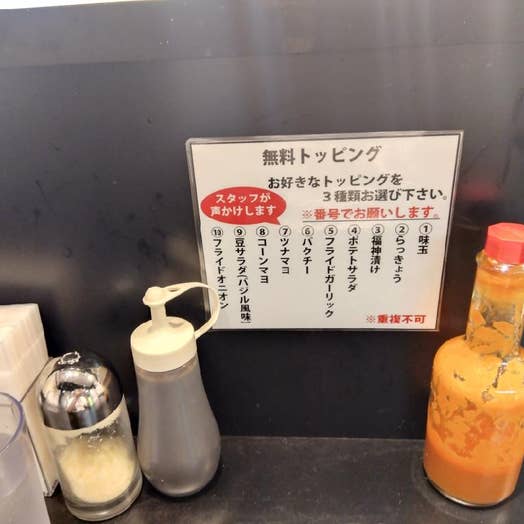 無料トッピング
お好きなトッピングを
３種類お選び下さい。
スタッフが
声かけします
※番号でお願いします。
①味玉
②らっきょう
③福神漬け
④ポテトサラダ
⑤フライドガーリック
⑥パクチー
⑦ツナマヨ
⑧コーンマヨ
⑨豆サラダ(バジル風味)
⑩フライドオニオン
※重複不可